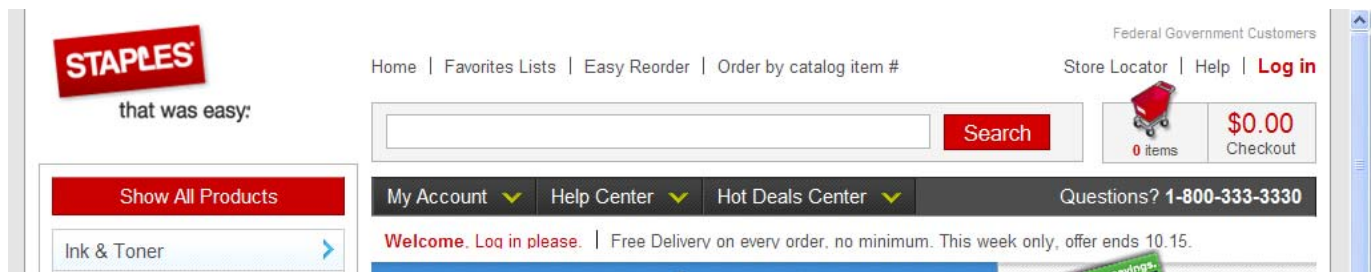 Federal Government Customers
STAPLES
that was easy:
Home | Favorites Lists | Easy Reorder | Order by catalog item #
Store Locator | Help | Log in
Search
0 items
$0.00
Checkout
Show All Products
My Account Help Center Hot Deals Center
Questions? 1-800-333-3330
Ink & Toner
Welcome. Log in please. | Free Delivery on every order, no minimum. This week only, offer ends 10.15.
savings.